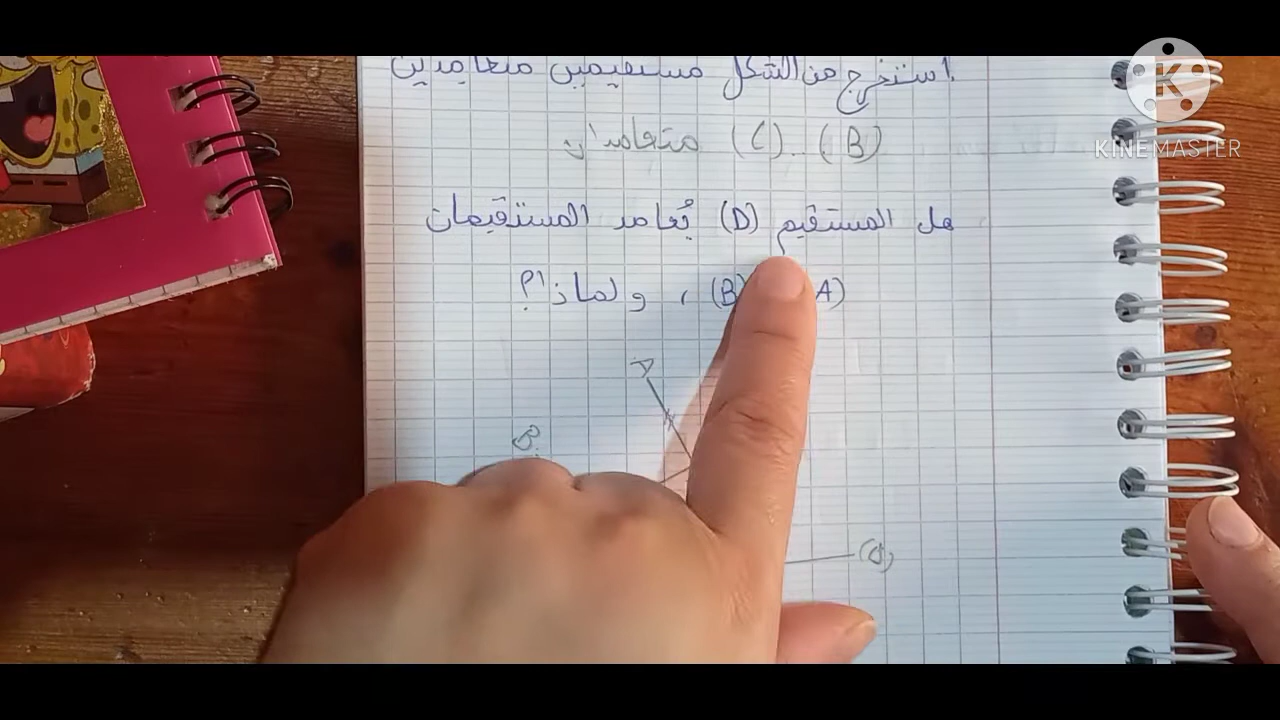 استخرج من الشكل مستقيمين متعامدين
(B) .. (C) متعامدان
هل المستقيم (D) يُعامد المستقيمان
(A) (B) ، ولماذا؟
A
B
(d)
KINEMASTER